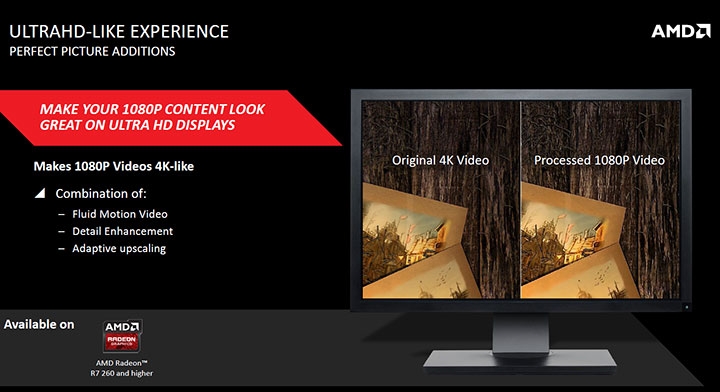 ULTRAHD-LIKE EXPERIENCE
PERFECT PICTURE ADDITIONS
AMD
MAKE YOUR 1080P CONTENT LOOK
GREAT ON ULTRA HD DISPLAYS
Makes 1080P Videos 4K-like
Combination of:
– Fluid Motion Video
– Detail Enhancement
– Adaptive upscaling
Original 4K Video
Processed 1080P Video
Available on
AMD
RADEON
GRAPHICS
AMD Radeon™
R7 260 and higher